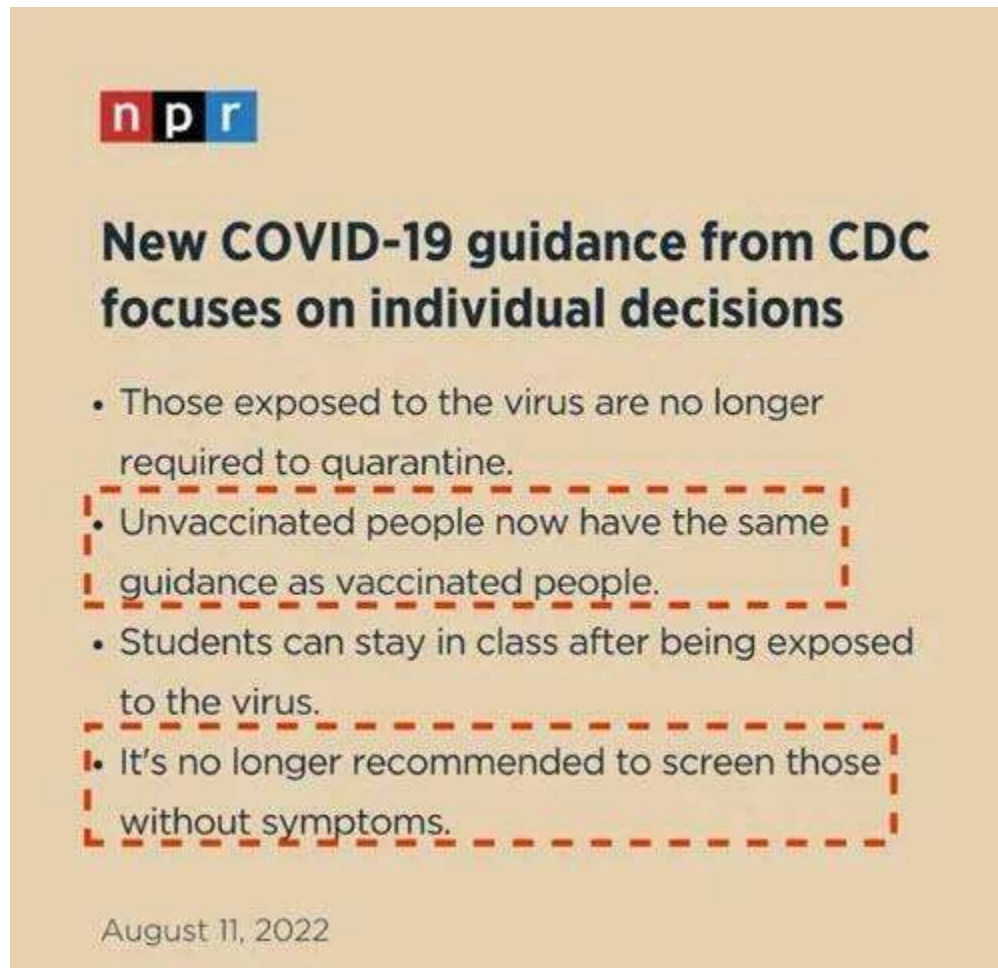 npr
New COVID-19 guidance from CDC
focuses on individual decisions
• Those exposed to the virus are no longer
required to quarantine.
• Unvaccinated people now have the same
guidance as vaccinated people.
• Students can stay in class after being exposed
to the virus.
• It's no longer recommended to screen those
without symptoms.
August 11, 2022